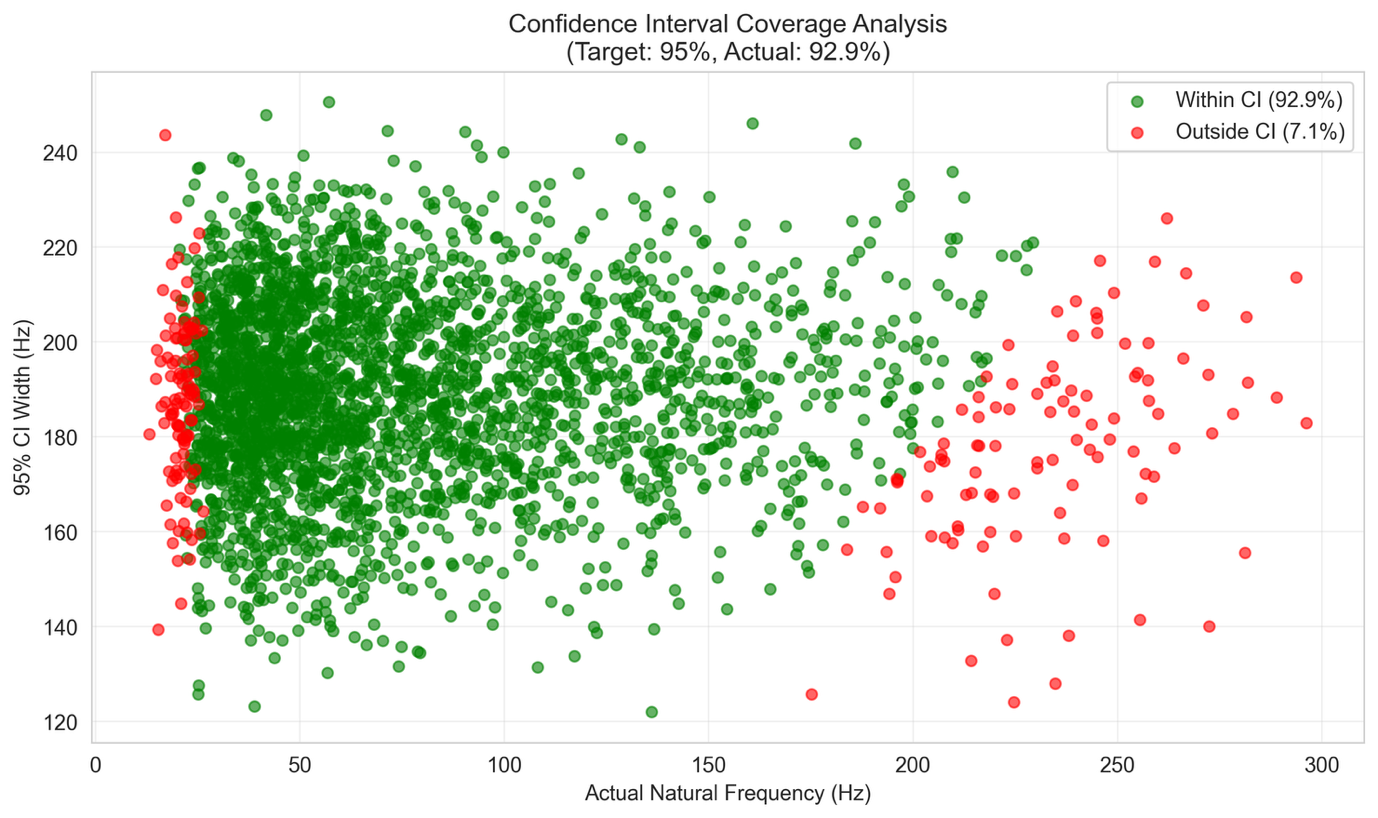 Confidence Interval Coverage Analysis
(Target: 95%, Actual: 92.9%)
Within CI (92.9%)
Outside CI (7.1%)
240
220
200
180
160
140
120
95% CI Width (Hz)
0 50 100 150 200 250 300
Actual Natural Frequency (Hz)